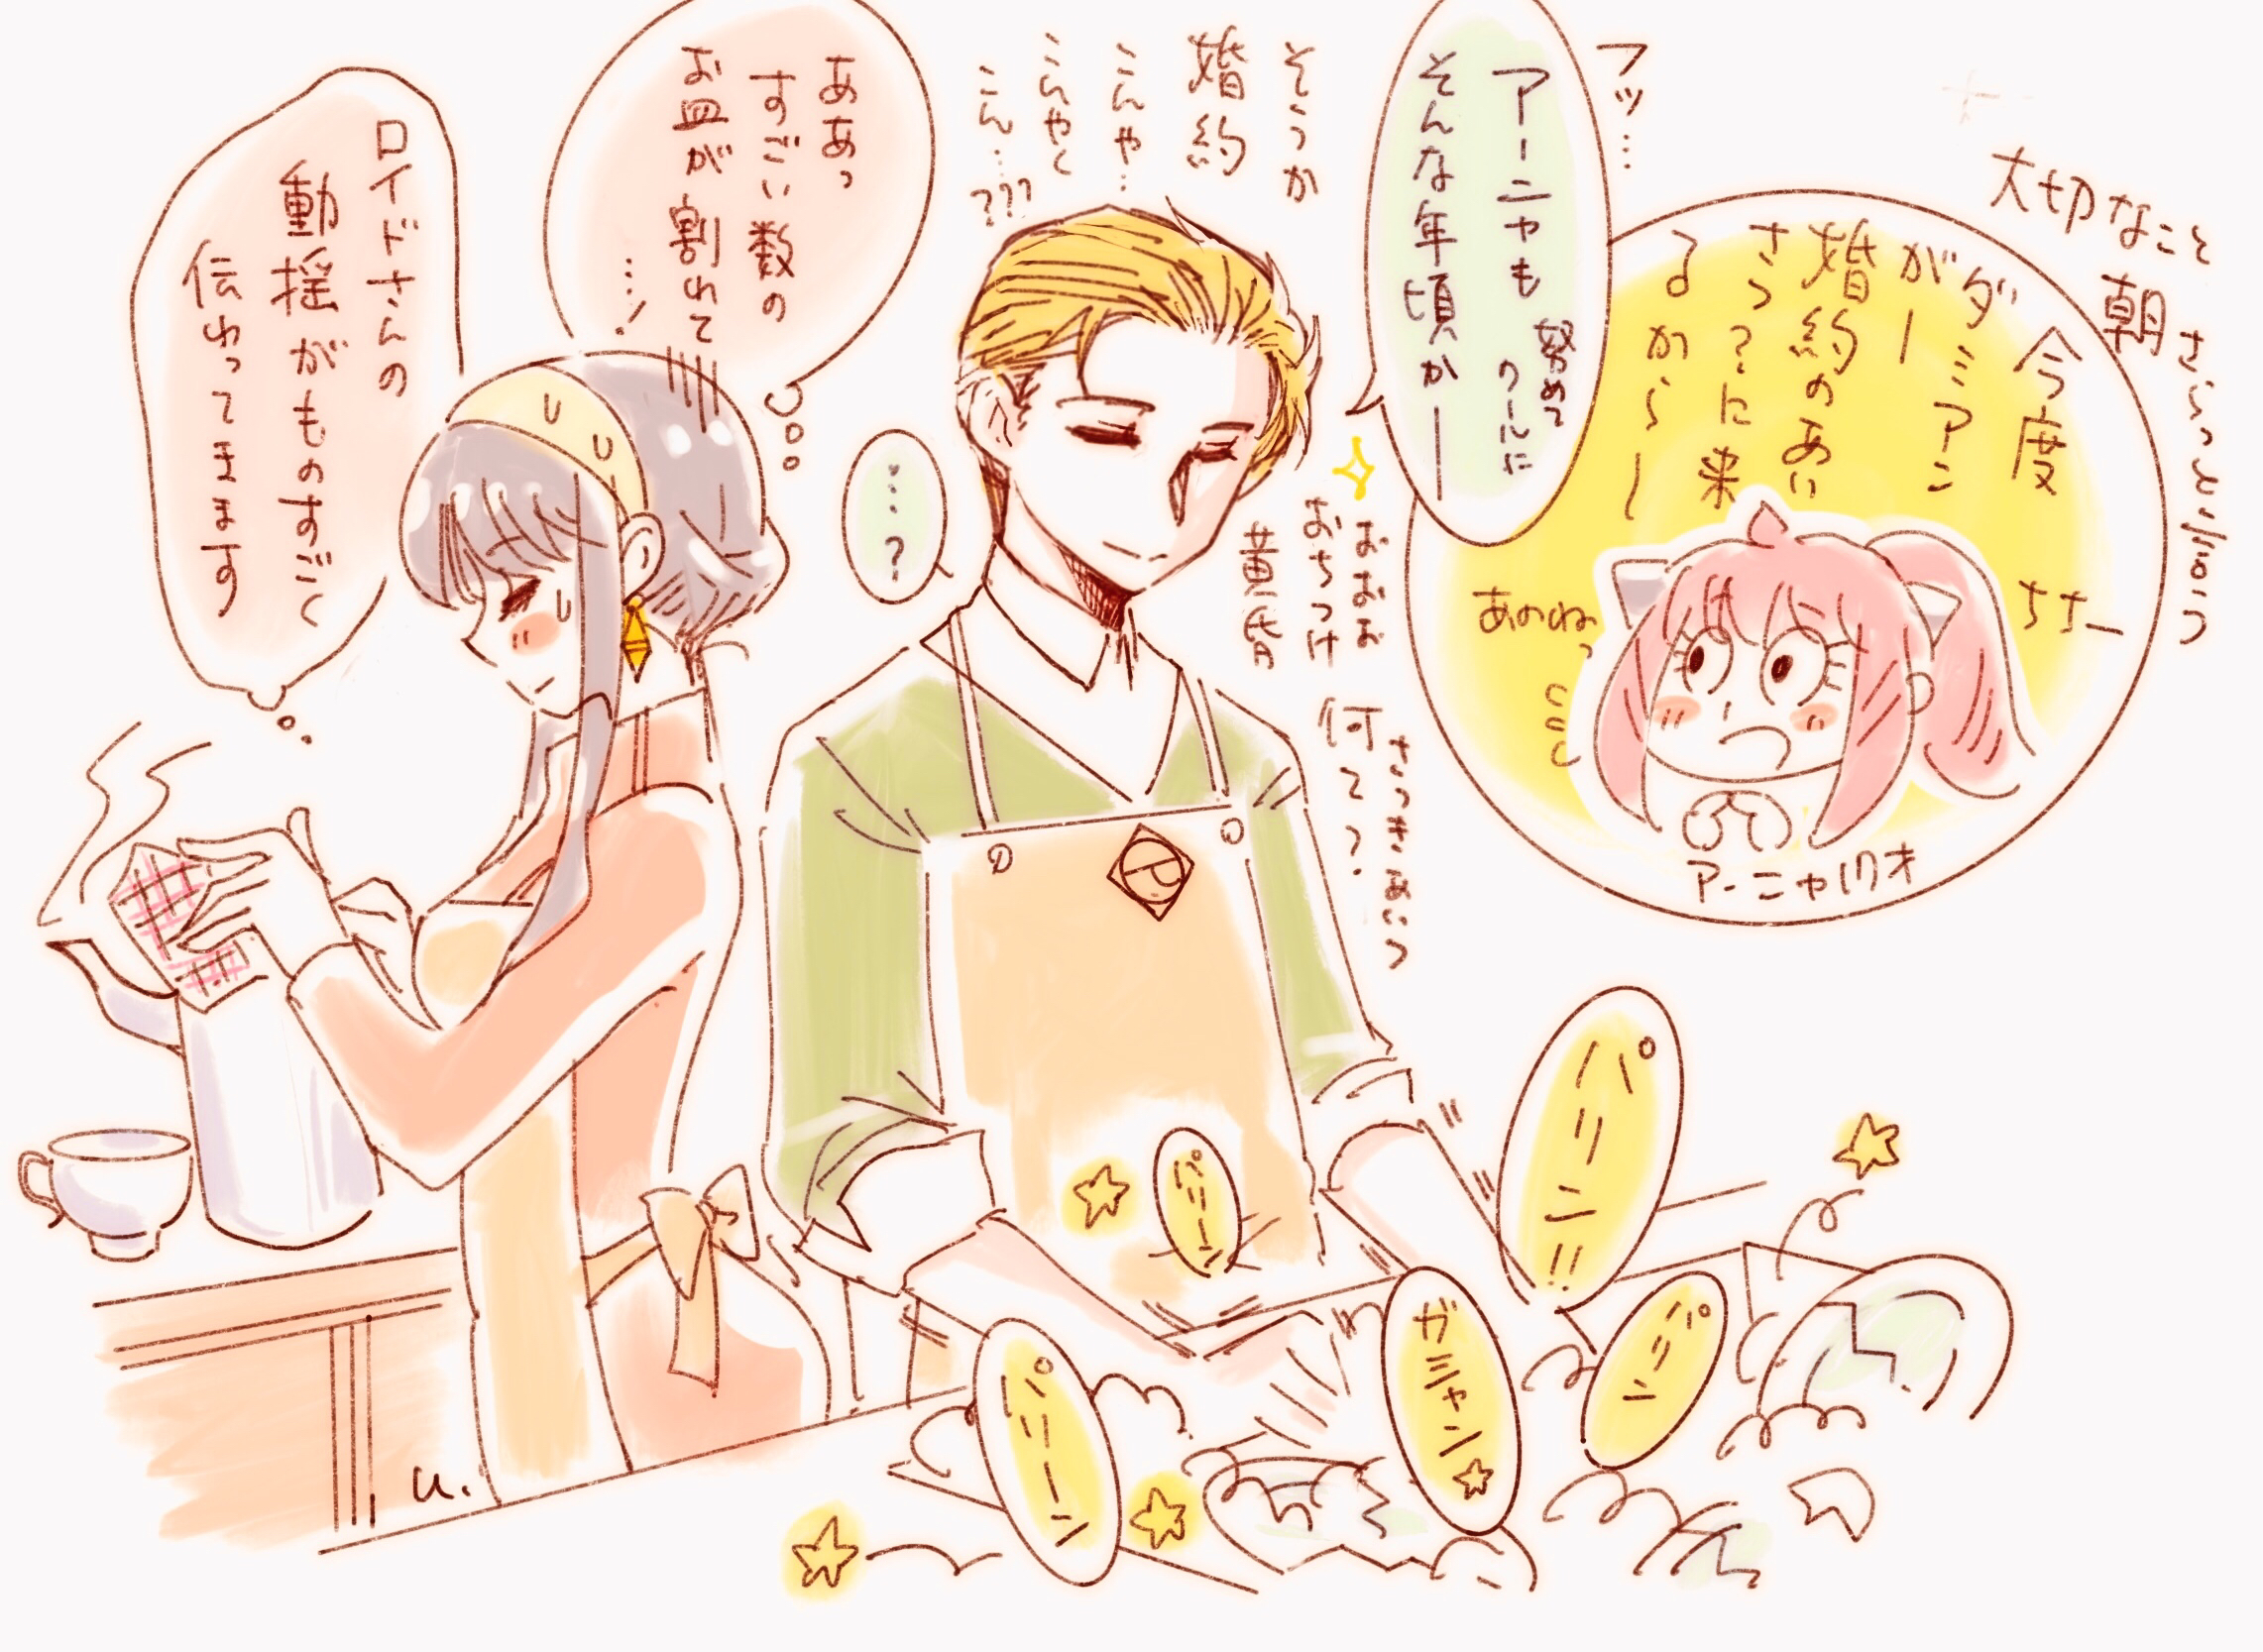 大切なこと
朝
さらっと言う
今度
ダミアン
がー
婚約のあい
さつ?に来
るから〜
ちちー
あのねっ
アーニャ(17)才
フッ…
アーニャも
努めて
クールに
そんな年頃かー
そうか
婚約
こんや…
こんやく
こん…???
おおお
おちつけ
黄昏
さっきあいつ
何て?
…?
ああっ
すごい数の
お皿が割れて
……!
ロイドさんの
動揺がものすごく
伝わってます
パリン!!
パリーン
パリーン
ガシャン☆
パリン
u.